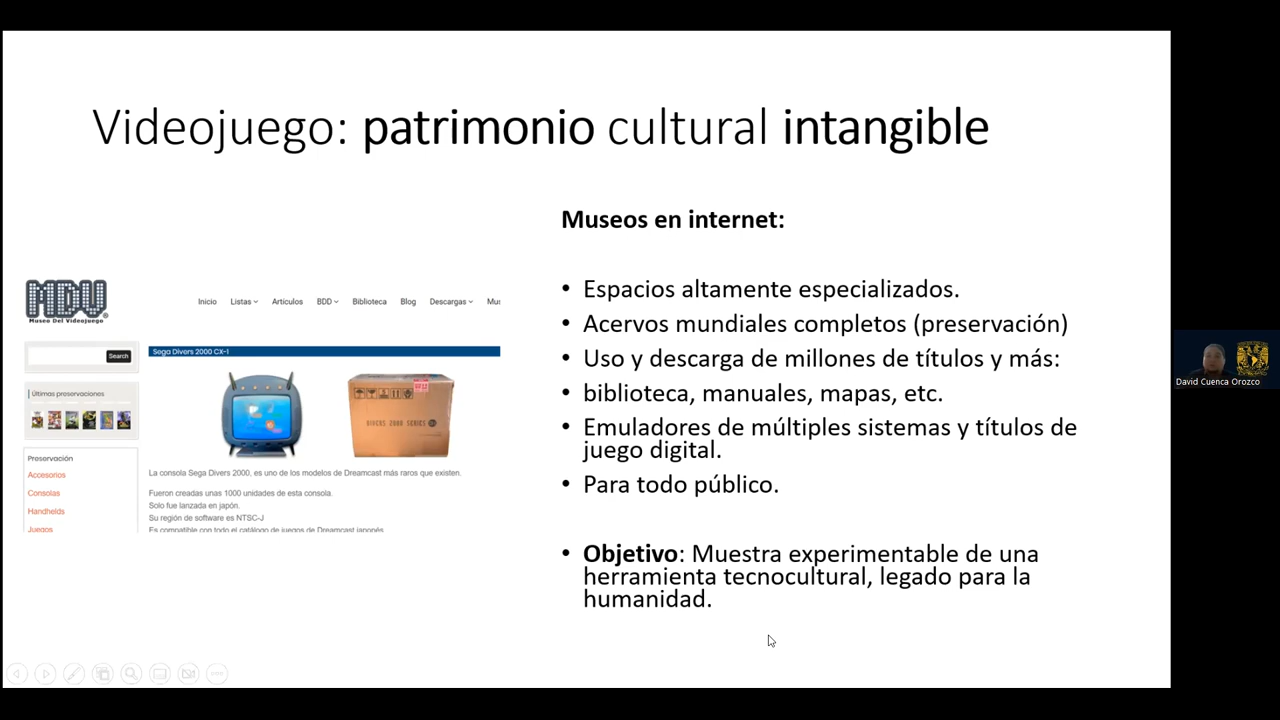 Videojuego: patrimonio cultural intangible
MDV
Museo Del Videojuego
Inicio Listas Articulos BDD Biblioteca Blog Descargas Mu
Search
Últimas preservaciones
Preservación
Accesorios
Consolas
Handhelds
Juegos
Sega Divers 2000 CX-1
DIVERS 2000 SERIES
La consola Sega Divers 2000, es uno de los modelos de Dreamcast más raros que existen.
Fueron creadas unas 1000 unidades de esta consola.
Solo fue lanzada en japón.
Su región de software es NTSC-J
Es compatible con todo el catálogo de juegos de Dreamcast japonés
Museos en internet:
• Espacios altamente especializados.
• Acervos mundiales completos (preservación)
• Uso y descarga de millones de títulos y más:
• biblioteca, manuales, mapas, etc.
• Emuladores de múltiples sistemas y títulos de
juego digital.
• Para todo público.
• Objetivo: Muestra experimentable de una
herramienta tecnocultural, legado para la
humanidad.
David Cuenca Orozco